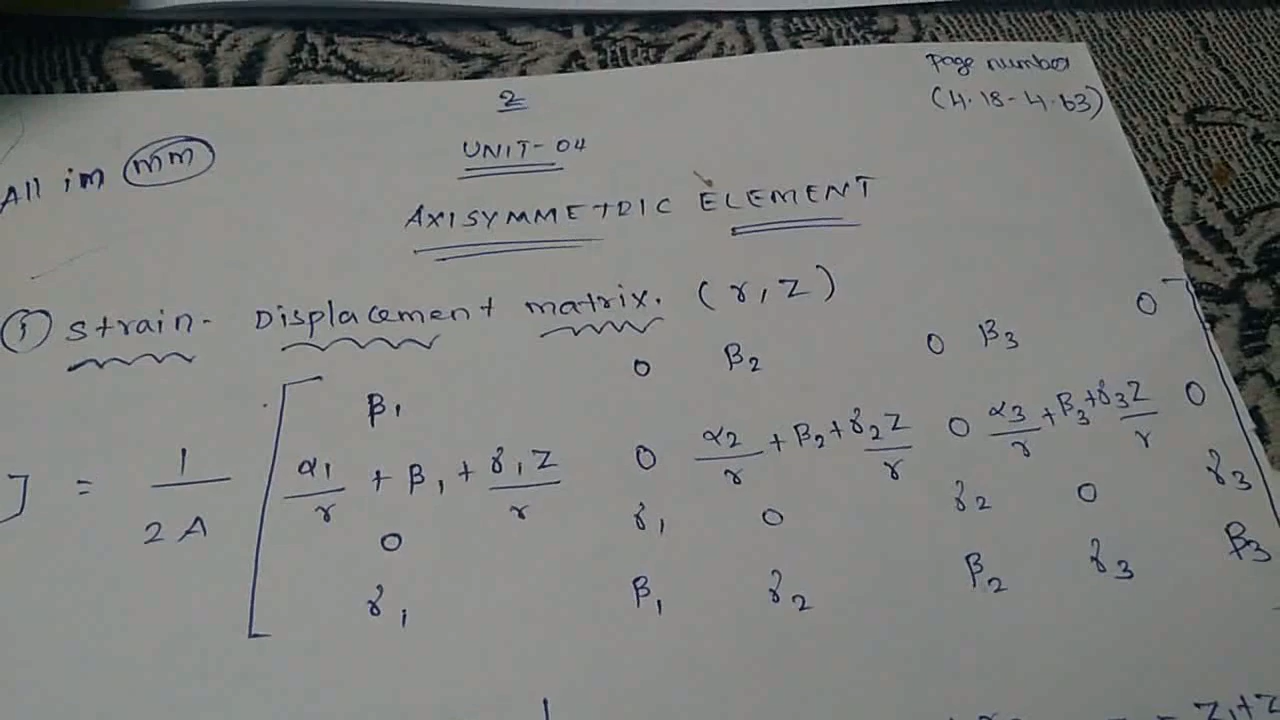 Page number
(4.18-4.63)
2
UNIT-04
All im mm
AXISYMMETRIC ELEMENT
① Strain-Displacement matrix. (r,z)
] = 1/2A [
β₁ 0 β₂ 0 β₃ 0
α₁/r + β₁ + γ₁z/r 0 α₂/r + β₂ + γ₂z/r 0 α₃/r + β₃ + γ₃z/r 0
0 γ₁ 0 γ₂ 0 γ₃
γ₁ β₁ γ₂ β₂ γ₃ β₃